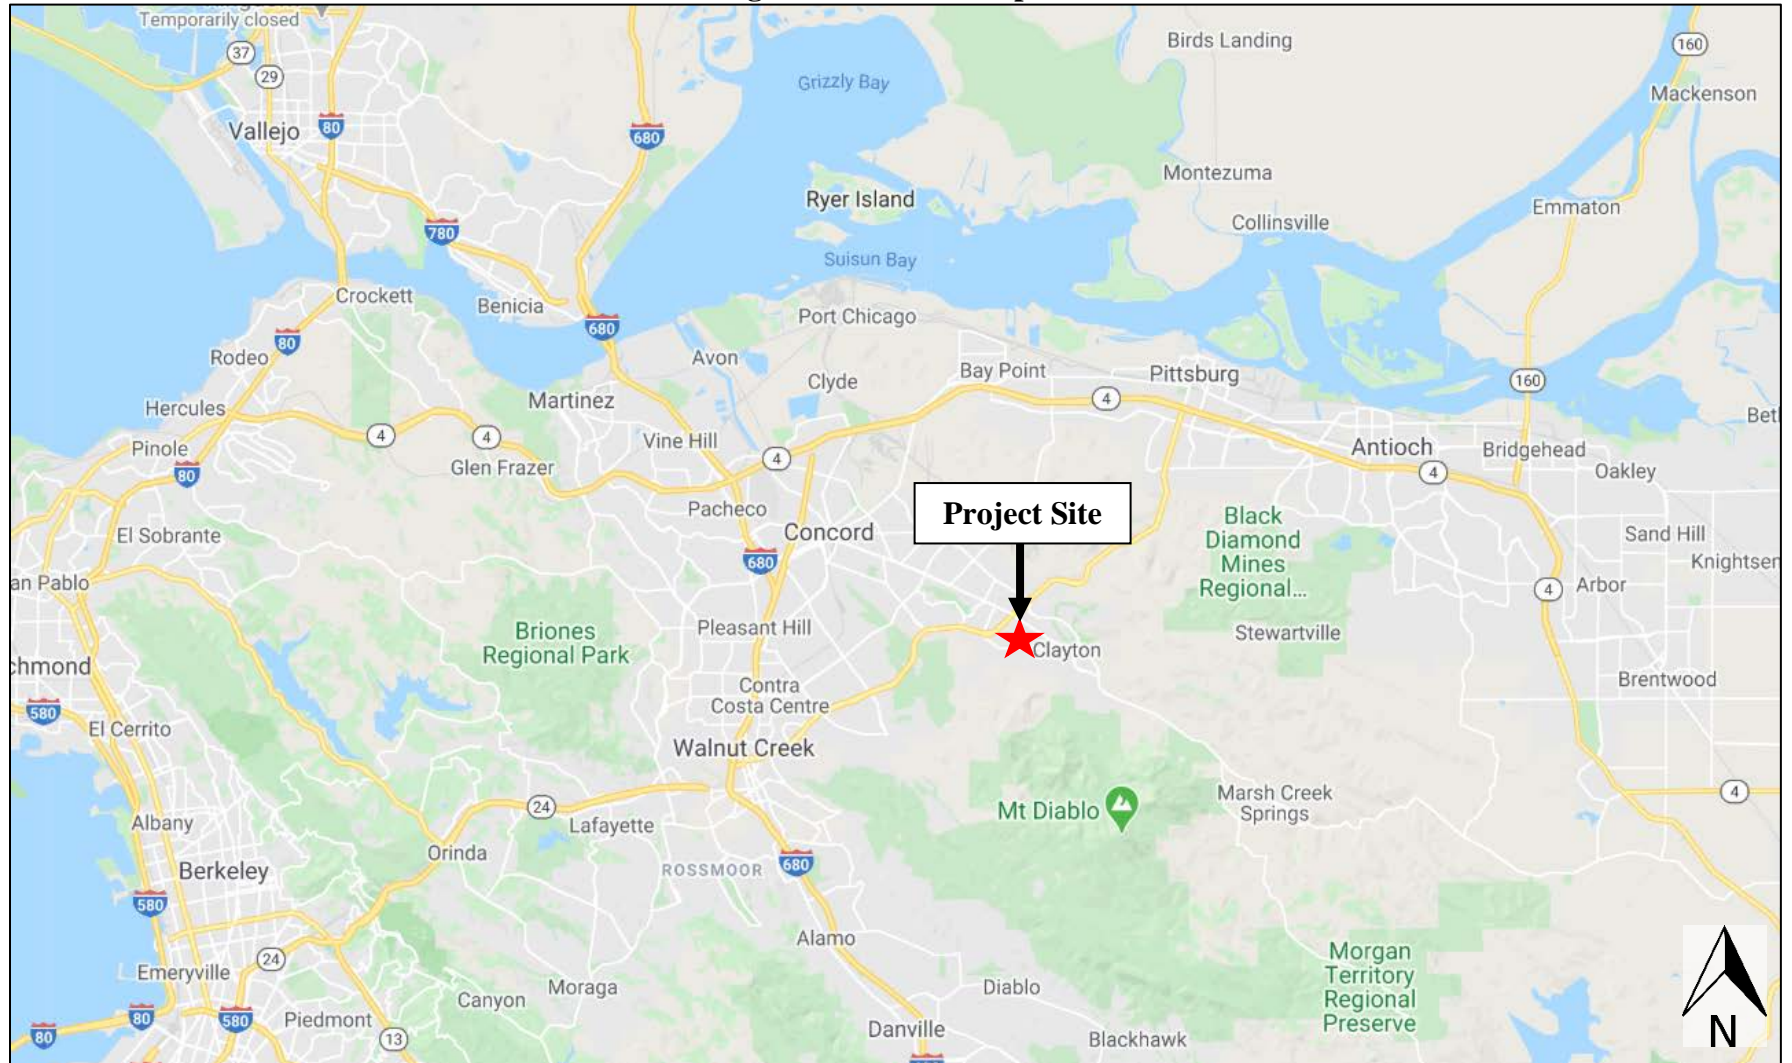 Temporarily closed
37
29
Vallejo
80
680
Grizzly Bay
Birds Landing
160
Mackenson
Ryer Island
Montezuma
Collinsville
Emmaton
780
Suisun Bay
Crockett
Benicia
680
Port Chicago
80
Rodeo
Avon
Clyde
Bay Point
Pittsburg
160
4
Hercules
Martinez
Bet
Pinole
4
4
Vine Hill
4
Antioch
Bridgehead
80
Glen Frazer
4
Oakley
Pacheco
Project Site
Black
Diamond
Mines
Regional...
El Sobrante
Concord
Sand Hill
680
Knightsen
an Pablo
4
Arbor
Briones
Regional Park
Pleasant Hill
Stewartville
Clayton
chmond
Contra
Costa Centre
Brentwood
580
El Cerrito
Walnut Creek
Mt Diablo
Marsh Creek
Springs
4
24
Albany
Lafayette
Orinda
Berkeley
ROSSMOOR
680
580
Alamo
Morgan
Territory
Regional
Preserve
24
Emeryville
Canyon
Moraga
Diablo
80
580
Piedmont
80
13
Danville
Blackhawk
N